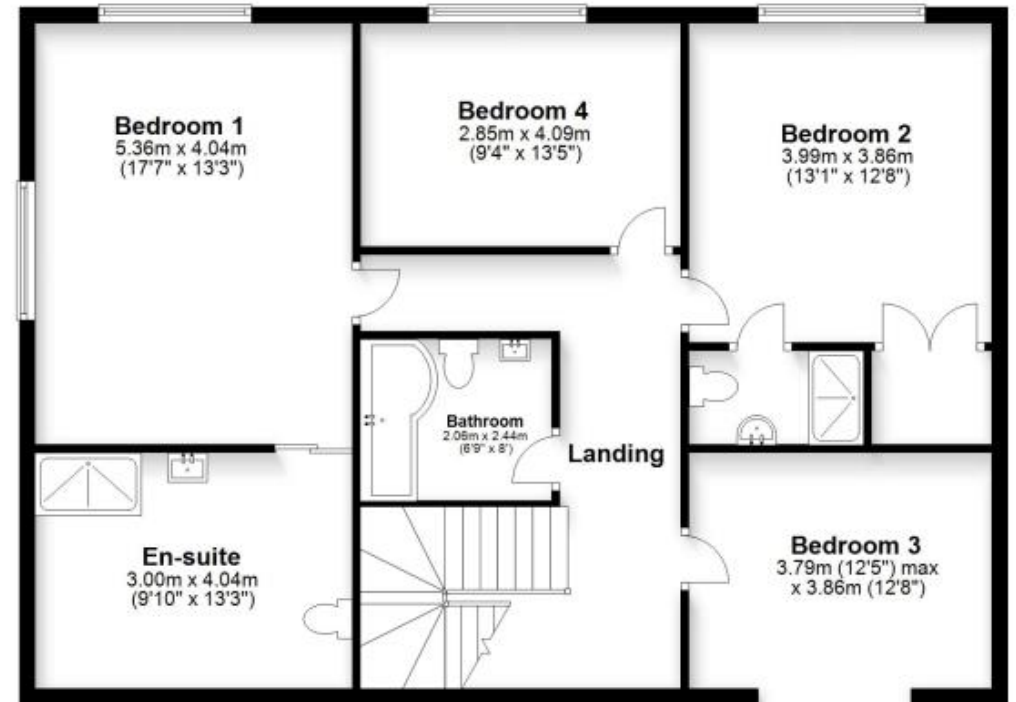 Bedroom 1
5.36m x 4.04m
(17'7" x 13'3")
Bedroom 4
2.85m x 4.09m
(9'4" x 13'5")
Bedroom 2
3.99m x 3.86m
(13'1" x 12'8")
Bathroom
2.06m x 2.44m
(6'9" x 8')
Landing
En-suite
3.00m x 4.04m
(9'10" x 13'3")
Bedroom 3
3.79m (12'5") max
x 3.86m (12'8")